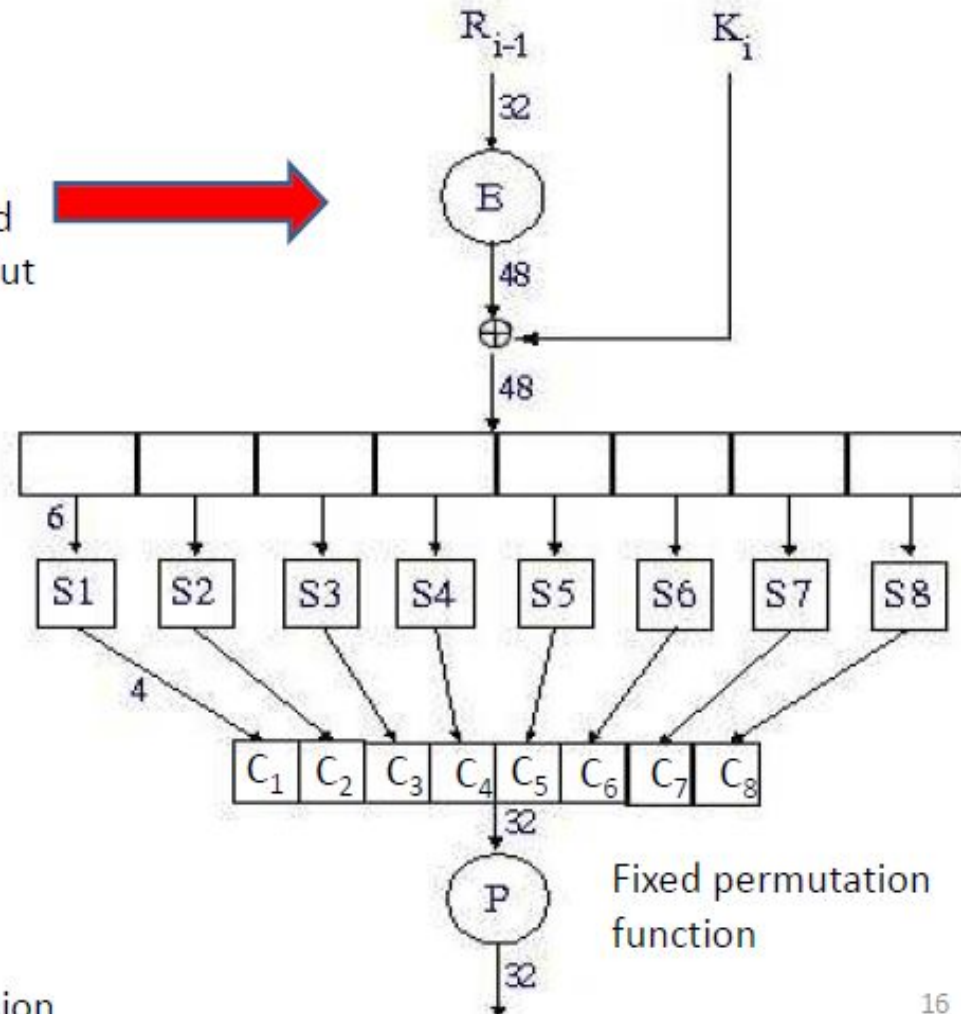 R i-1 K i
32
E
48
48
6
S1 S2 S3 S4 S5 S6 S7 S8
4
C1 C2 C3 C4 C5 C6 C7 C8
32
P
Fixed permutation
function
32
16